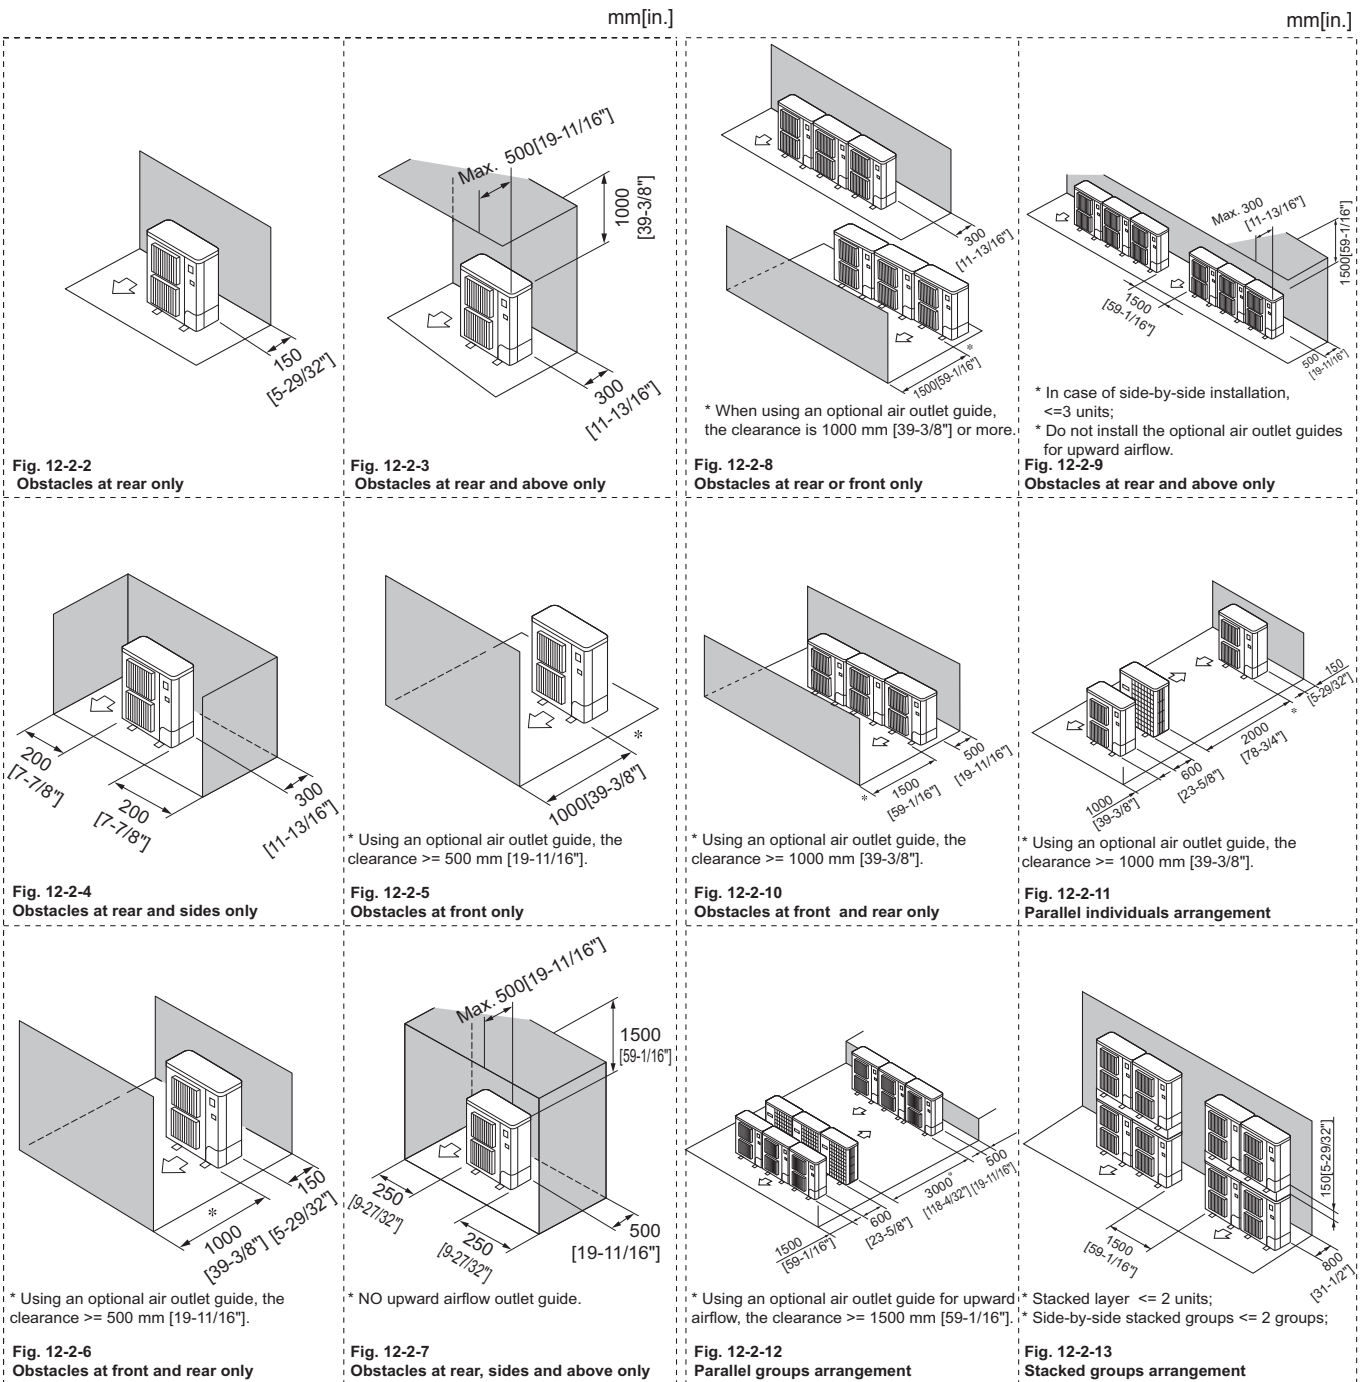 mm[in.]
mm[in.]
150
[5-29/32"]
Fig. 12-2-2
Obstacles at rear only
Max. 500[19-11/16"]
1000
[39-3/8"]
300
[11-13/16"]
Fig. 12-2-3
Obstacles at rear and above only
300
[11-13/16"]
*
1500[59-1/16"]
* When using an optional air outlet guide,
the clearance is 1000 mm [39-3/8"] or more.
Fig. 12-2-8
Obstacles at rear or front only
Max. 300
[11-13/16"]
1500[59-1/16"]
1500
[59-1/16"]
500
[19-11/16"]
* In case of side-by-side installation,
<=3 units;
* Do not install the optional air outlet guides
for upward airflow.
Fig. 12-2-9
Obstacles at rear and above only
200
[7-7/8"]
200
[7-7/8"]
300
[11-13/16"]
Fig. 12-2-4
Obstacles at rear and sides only
*
1000[39-3/8"]
* Using an optional air outlet guide, the
clearance >= 500 mm [19-11/16"].
Fig. 12-2-5
Obstacles at front only
500
[19-11/16"]
1500
[59-1/16"]
*
* Using an optional air outlet guide, the
clearance >= 1000 mm [39-3/8"].
Fig. 12-2-10
Obstacles at front and rear only
150
[5-29/32"]
*
2000
[78-3/4"]
600
[23-5/8"]
1000
[39-3/8"]
* Using an optional air outlet guide, the
clearance >= 1000 mm [39-3/8"].
Fig. 12-2-11
Parallel individuals arrangement
150
[5-29/32"]
*
1000
[39-3/8"]
* Using an optional air outlet guide, the
clearance >= 500 mm [19-11/16"].
Fig. 12-2-6
Obstacles at front and rear only
Max. 500[19-11/16"]
1500
[59-1/16"]
250
[9-27/32"]
250
[9-27/32"]
500
[19-11/16"]
* NO upward airflow outlet guide.
Fig. 12-2-7
Obstacles at rear, sides and above only
500
[19-11/16"]
3000*
[118-4/32"]
600
[23-5/8"]
1500
[59-1/16"]
* Using an optional air outlet guide for upward
airflow, the clearance >= 1500 mm [59-1/16"].
Fig. 12-2-12
Parallel groups arrangement
150[5-29/32"]
1500
[59-1/16"]
800
[31-1/2"]
* Stacked layer <= 2 units;
* Side-by-side stacked groups <= 2 groups;
Fig. 12-2-13
Stacked groups arrangement